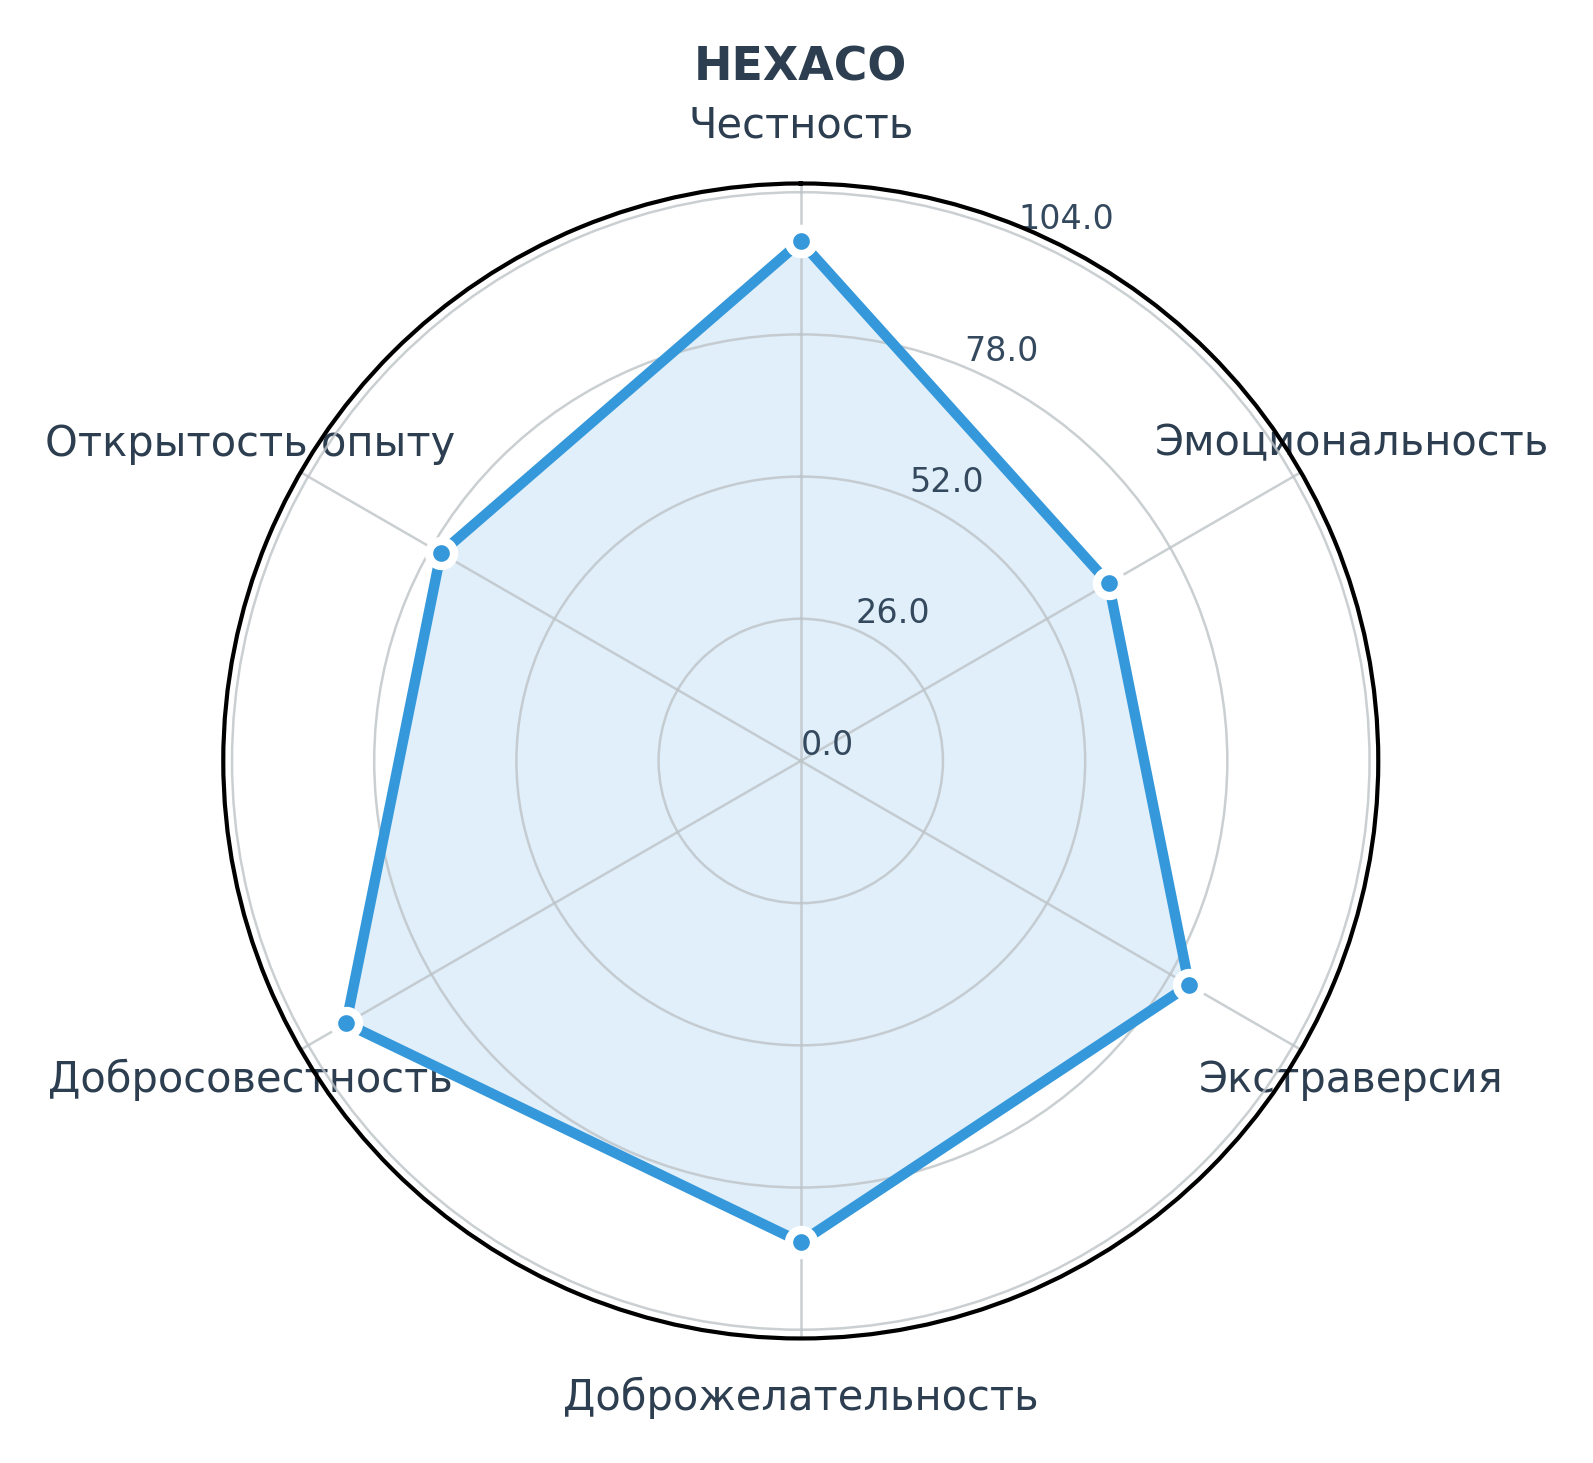 HEXACO
Честность
104.0
78.0
Открытость опыту
Эмоциональность
52.0
26.0
0.0
Добросовестность
Экстраверсия
Доброжелательность